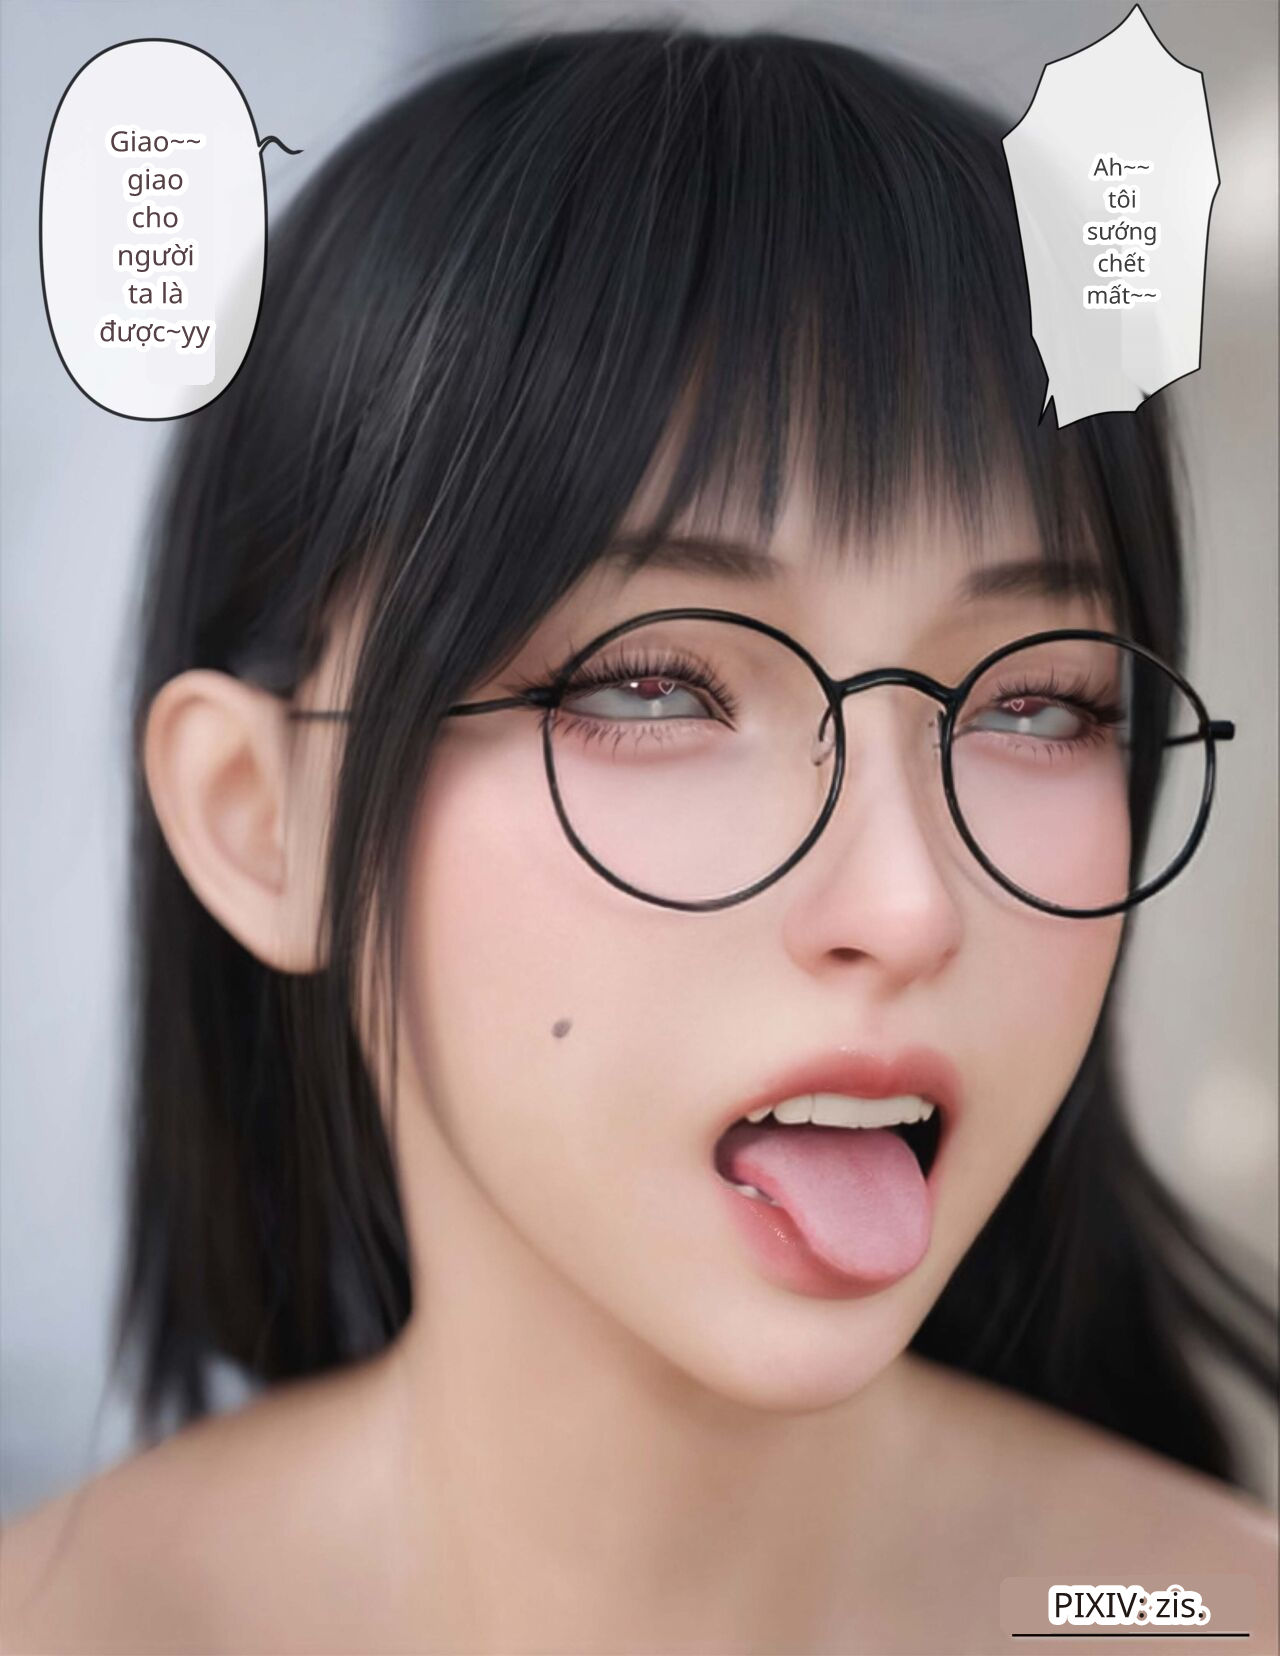 Giao~~
giao
cho
người
ta là
được~yy
Ah~~
tôi
sướng
chết
mất~~
PIXIV: zis.